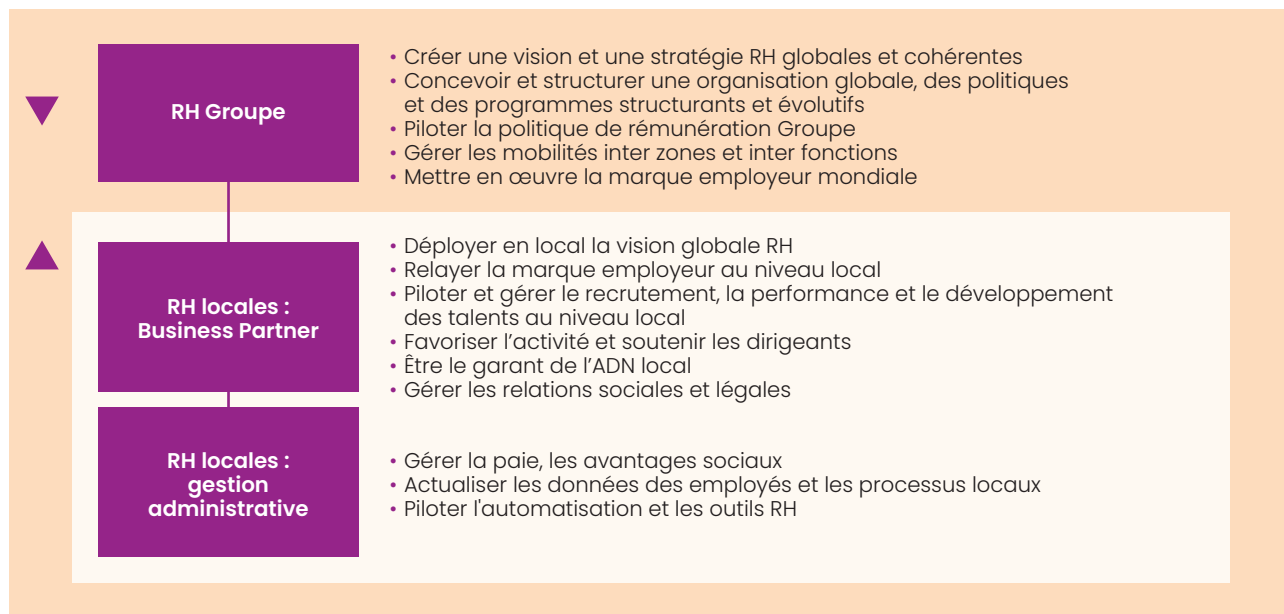 RH Groupe
• Créer une vision et une stratégie RH globales et cohérentes
• Concevoir et structurer une organisation globale, des politiques
et des programmes structurants et évolutifs
• Piloter la politique de rémunération Groupe
• Gérer les mobilités inter zones et inter fonctions
• Mettre en œuvre la marque employeur mondiale
RH locales :
Business Partner
• Déployer en local la vision globale RH
• Relayer la marque employeur au niveau local
• Piloter et gérer le recrutement, la performance et le développement
des talents au niveau local
• Favoriser l’activité et soutenir les dirigeants
• Être le garant de l’ADN local
• Gérer les relations sociales et légales
RH locales :
gestion
administrative
• Gérer la paie, les avantages sociaux
• Actualiser les données des employés et les processus locaux
• Piloter l'automatisation et les outils RH